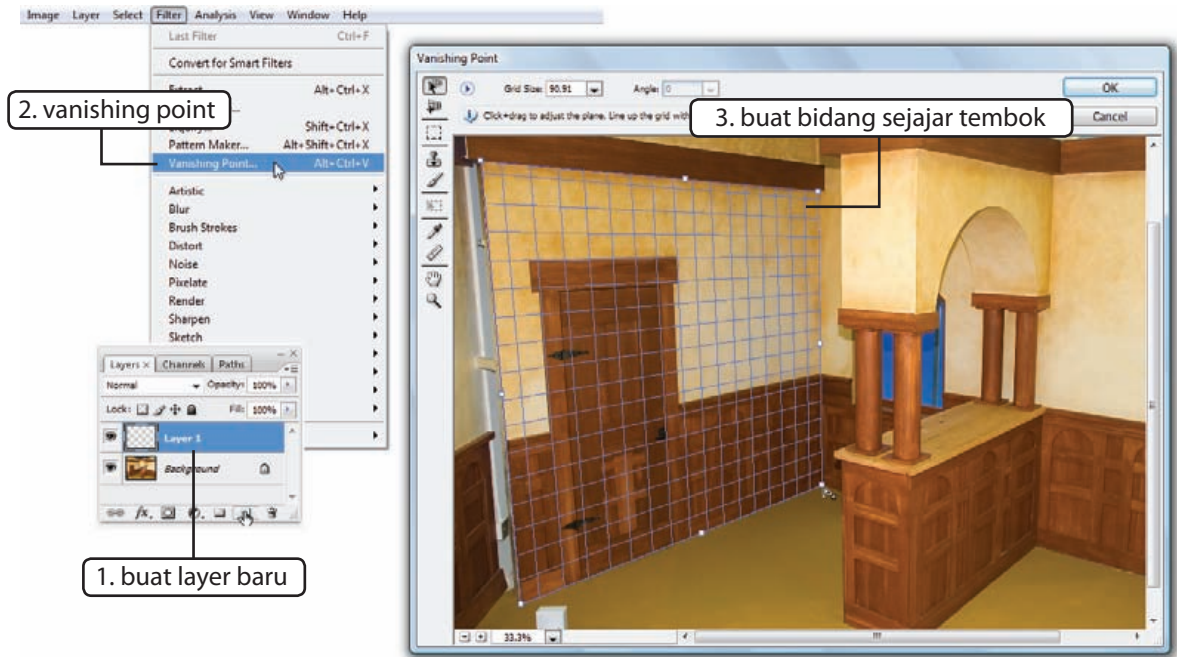 Image Layer Select Filter Analysis View Window Help
Last Filter Ctrl+F
Convert for Smart Filters
Extract... Alt+Ctrl+X
2. vanishing point
Shift+Ctrl+X
Pattern Maker... Alt+Shift+Ctrl+X
Vanishing Point... Alt+Ctrl+V
Artistic
Blur
Brush Strokes
Distort
Noise
Pixelate
Render
Sharpen
Sketch
Layers × Channels Paths
Normal Opacity: 100%
Lock: Fill: 100%
Layer 1
Background
fx.
1. buat layer baru
Vanishing Point
Grid Size: 90.91 Angle: 0 OK
Click+drag to adjust the plane. Line up the grid with
Cancel
3. buat bidang sejajar tembok
33.3%